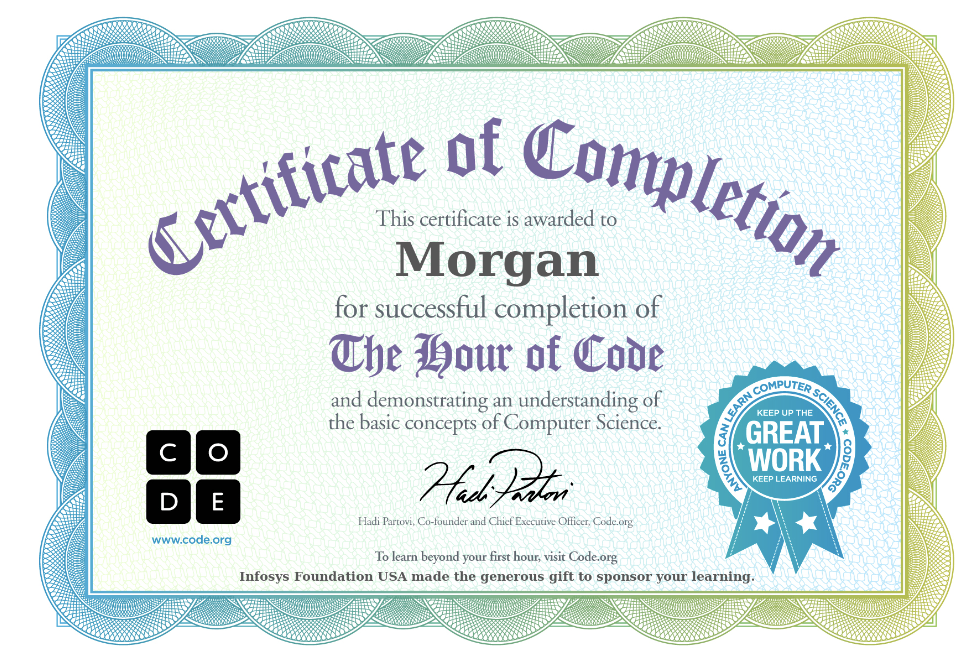 Certificate of Completion
This certificate is awarded to
Morgan
for successful completion of
The Hour of Code
and demonstrating an understanding of
the basic concepts of Computer Science.
C O
D E
www.code.org
Hadi Partovi
Hadi Partovi, Co-founder and Chief Executive Officer, Code.org
ANYONE CAN LEARN COMPUTER SCIENCE ★ CODE.ORG
KEEP UP THE
GREAT
WORK
KEEP LEARNING
To learn beyond your first hour, visit Code.org
Infosys Foundation USA made the generous gift to sponsor your learning.